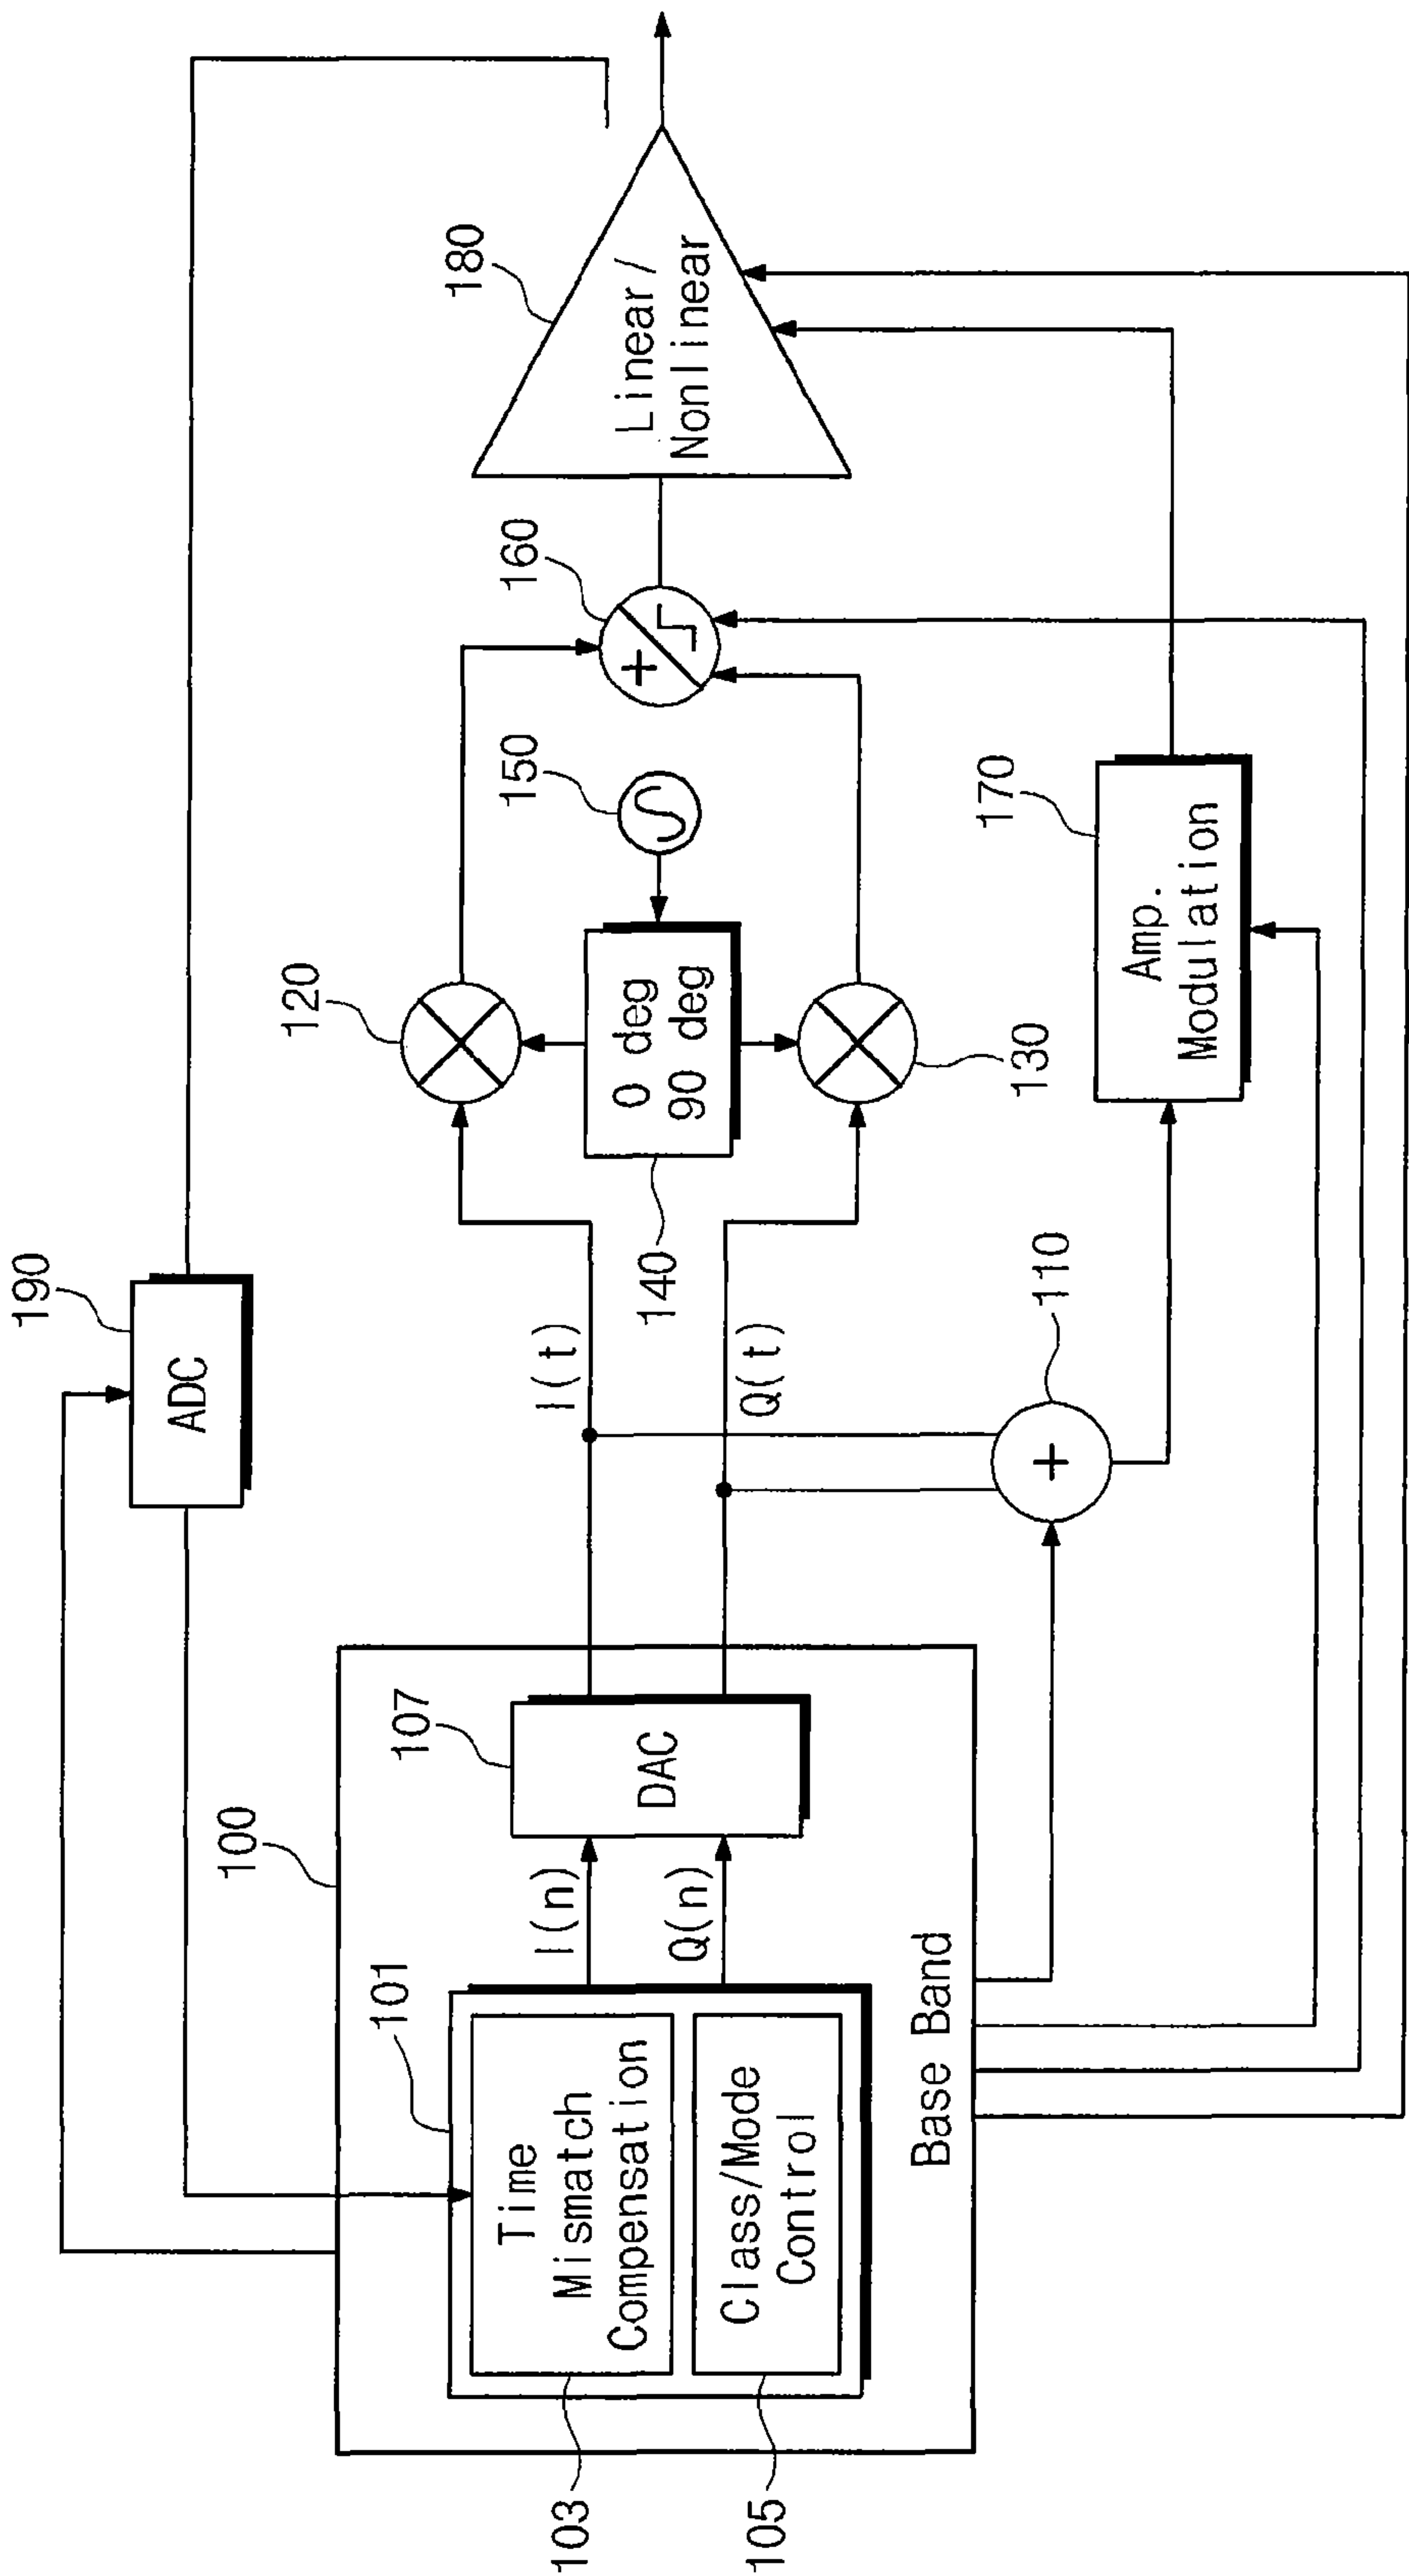 190
ADC
100
101
Time
Mismatch
Compensation
103
Class/Mode
Control
105
Base Band
I(n)
Q(n)
107
DAC
I(t)
Q(t)
110
+
120
0 deg
90 deg
140
130
150
160
+
170
Amp.
Modulation
180
Linear/
Nonlinear